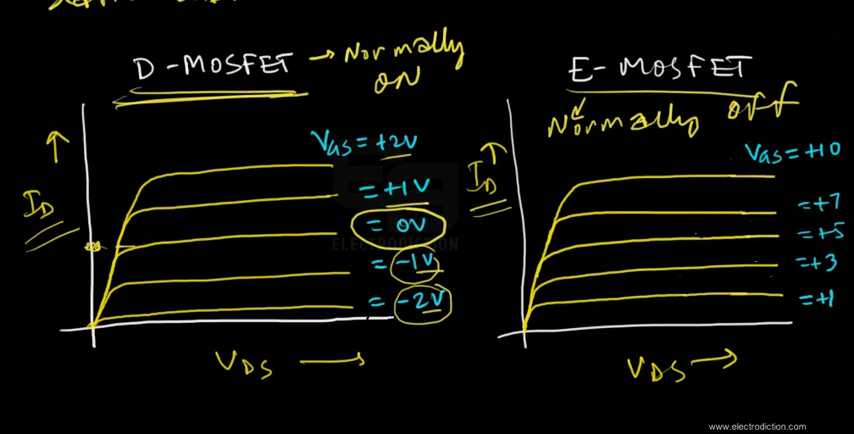 D-MOSFET → Normally
ON
VGS = +2V
= +1V
= 0V
= -1V
= -2V
ID
VDS →
E-MOSFET
Normally off
VGS = +10
= +7
= +5
= +3
= +1
ID
VDS →
ELECTRODICTION
www.electrodiction.com